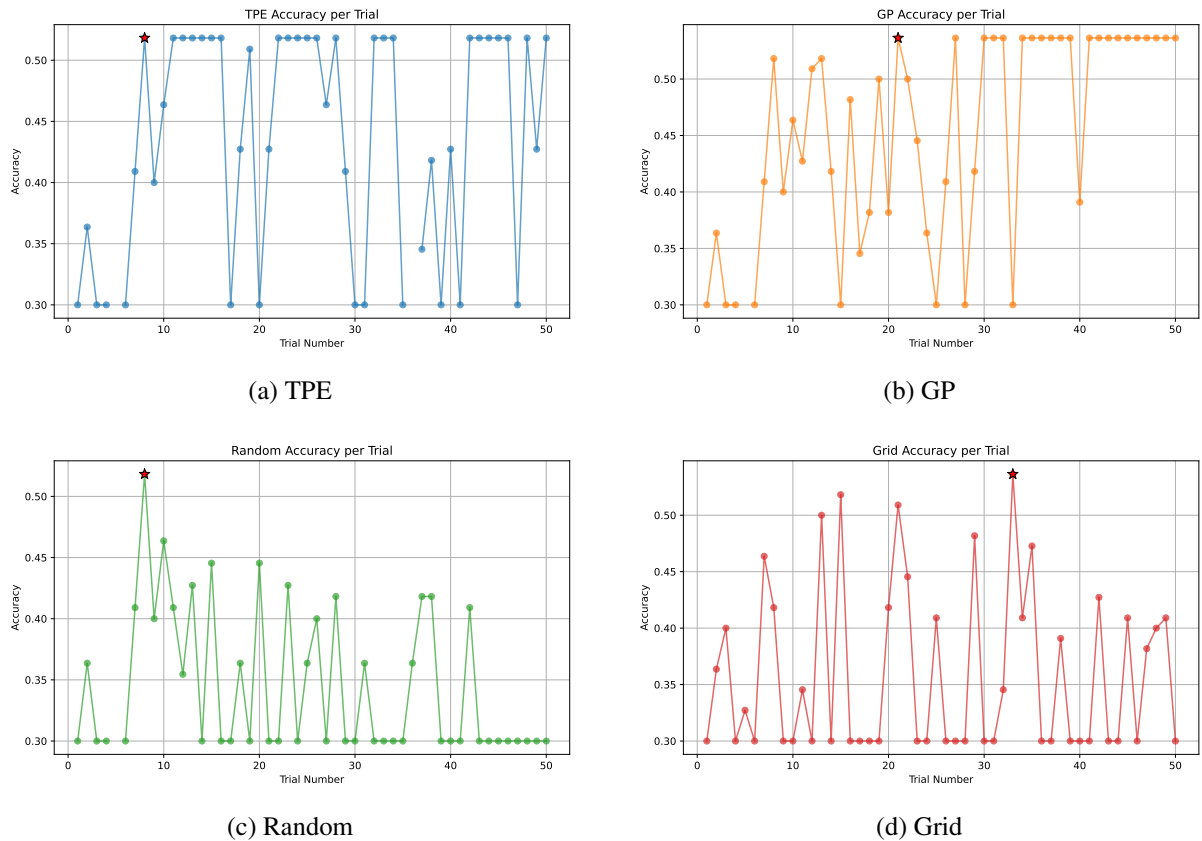 TPE Accuracy per Trial
0.50
0.45
0.40
0.35
0.30
Accuracy
0
10
20
30
40
50
Trial Number
(a) TPE
GP Accuracy per Trial
0.50
0.45
0.40
0.35
0.30
Accuracy
0
10
20
30
40
50
Trial Number
(b) GP
Random Accuracy per Trial
0.50
0.45
0.40
0.35
0.30
Accuracy
0
10
20
30
40
50
Trial Number
(c) Random
Grid Accuracy per Trial
0.50
0.45
0.40
0.35
0.30
Accuracy
0
10
20
30
40
50
Trial Number
(d) Grid